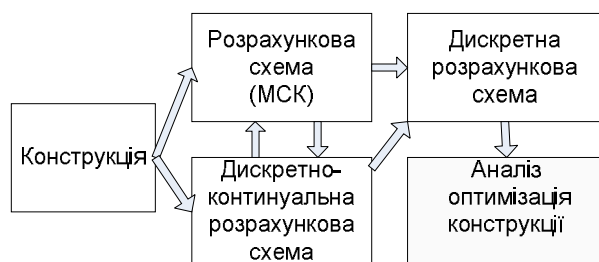 Розрахункова
схема
(МСК)
Дискретна
розрахункова
схема
Конструкція
Дискретно-
континуальна
розрахункова
схема
Аналіз
оптимізація
конструкції